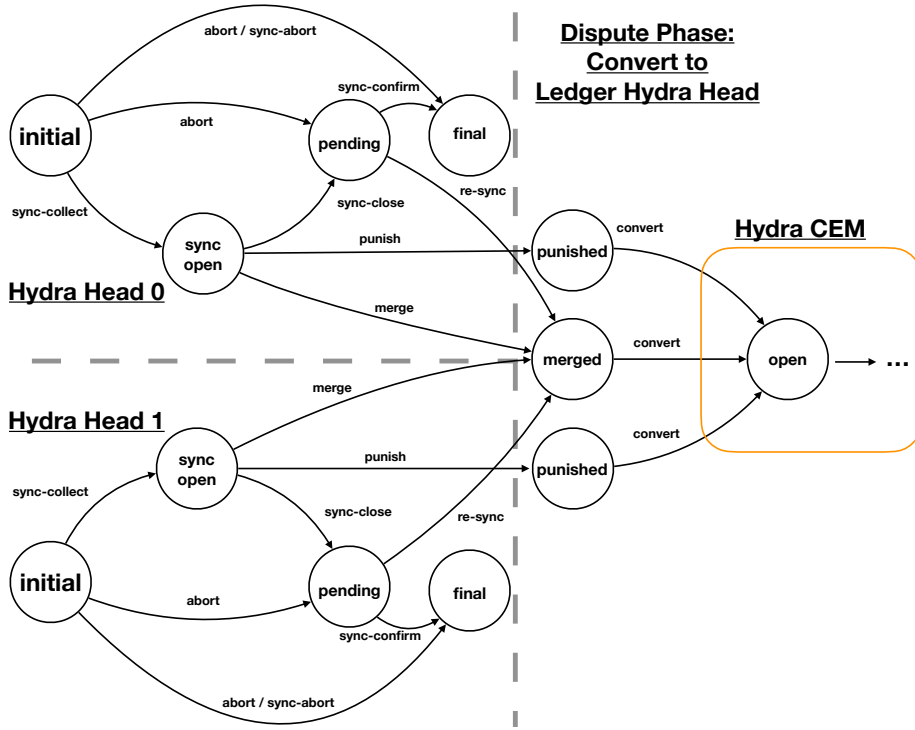 abort / sync-abort
Dispute Phase:
Convert to
Ledger Hydra Head
sync-confirm
initial
abort
pending
final
re-sync
sync-collect
sync-close
sync
open
punish
punished
convert
Hydra CEM
Hydra Head 0
merge
merged
convert
open
...
merge
Hydra Head 1
sync
open
punish
punished
convert
sync-collect
sync-close
re-sync
initial
abort
pending
final
sync-confirm
abort / sync-abort